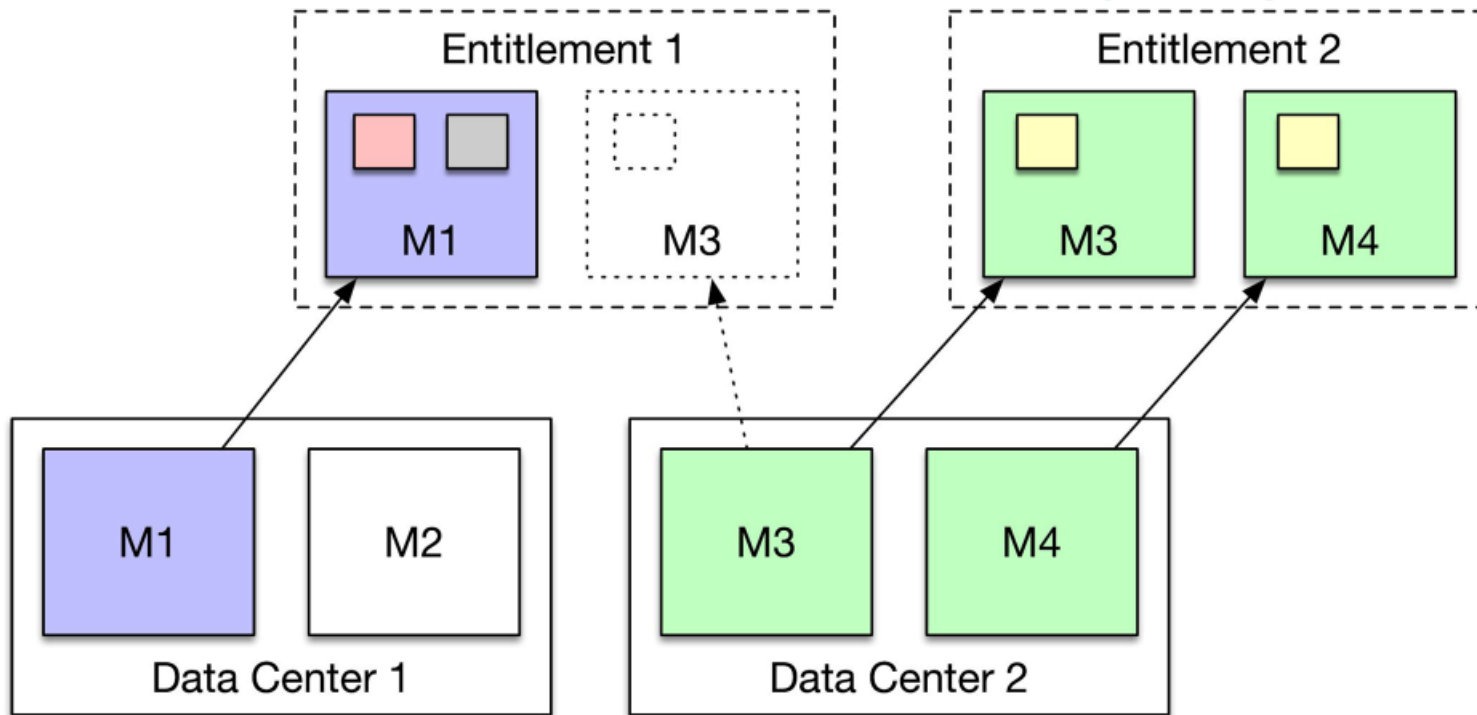 Entitlement 1
Entitlement 2
M1
M3
M3
M4
M1
M2
M3
M4
Data Center 1
Data Center 2